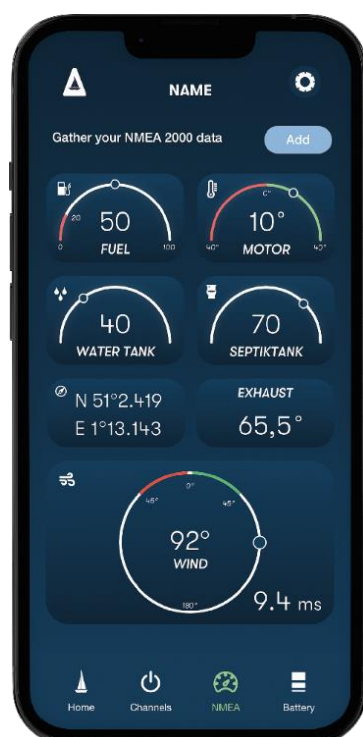 NAME
Gather your NMEA 2000 data
Add
20
50
0
FUEL
100
0°
10°
40°
MOTOR
40°
40
WATER TANK
70
SEPTIKTANK
N 51°2.419
E 1°13.143
EXHAUST
65,5°
0°
45°
45°
92°
WIND
180°
9.4 ms
Home
Channels
NMEA
Battery